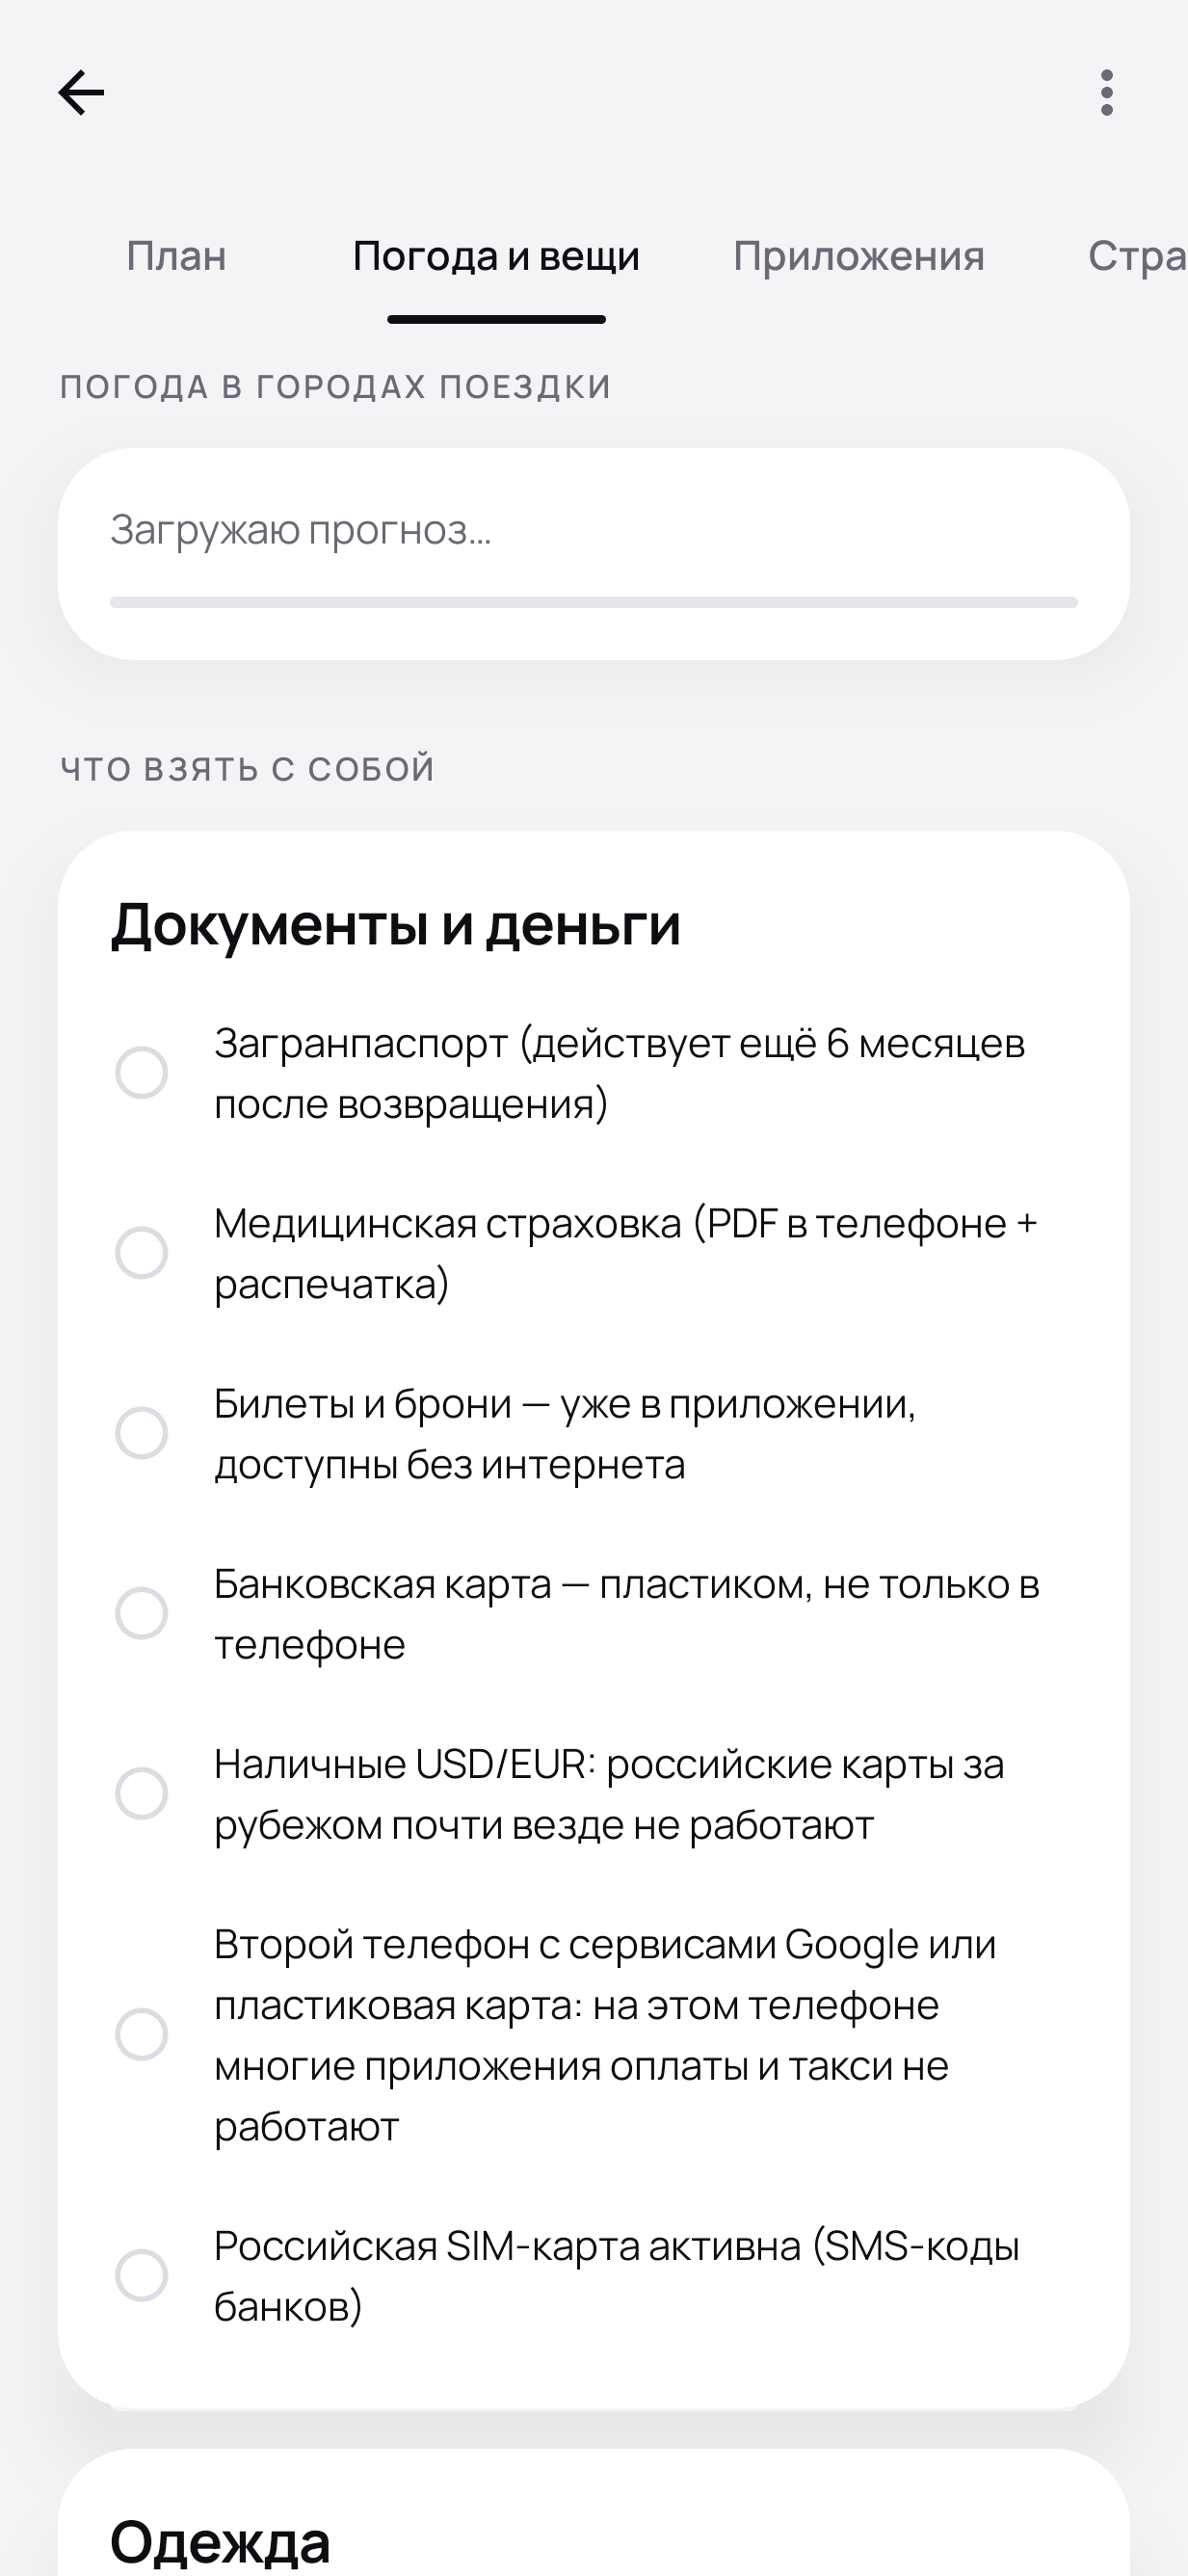 План Погода и вещи Приложения Стра
ПОГОДА В ГОРОДАХ ПОЕЗДКИ
Загружаю прогноз...
ЧТО ВЗЯТЬ С СОБОЙ
Документы и деньги
Загранпаспорт (действует ещё 6 месяцев
после возвращения)
Медицинская страховка (PDF в телефоне +
распечатка)
Билеты и брони — уже в приложении,
доступны без интернета
Банковская карта — пластиком, не только в
телефоне
Наличные USD/EUR: российские карты за
рубежом почти везде не работают
Второй телефон с сервисами Google или
пластиковая карта: на этом телефоне
многие приложения оплаты и такси не
работают
Российская SIM-карта активна (SMS-коды
банков)
Одежда